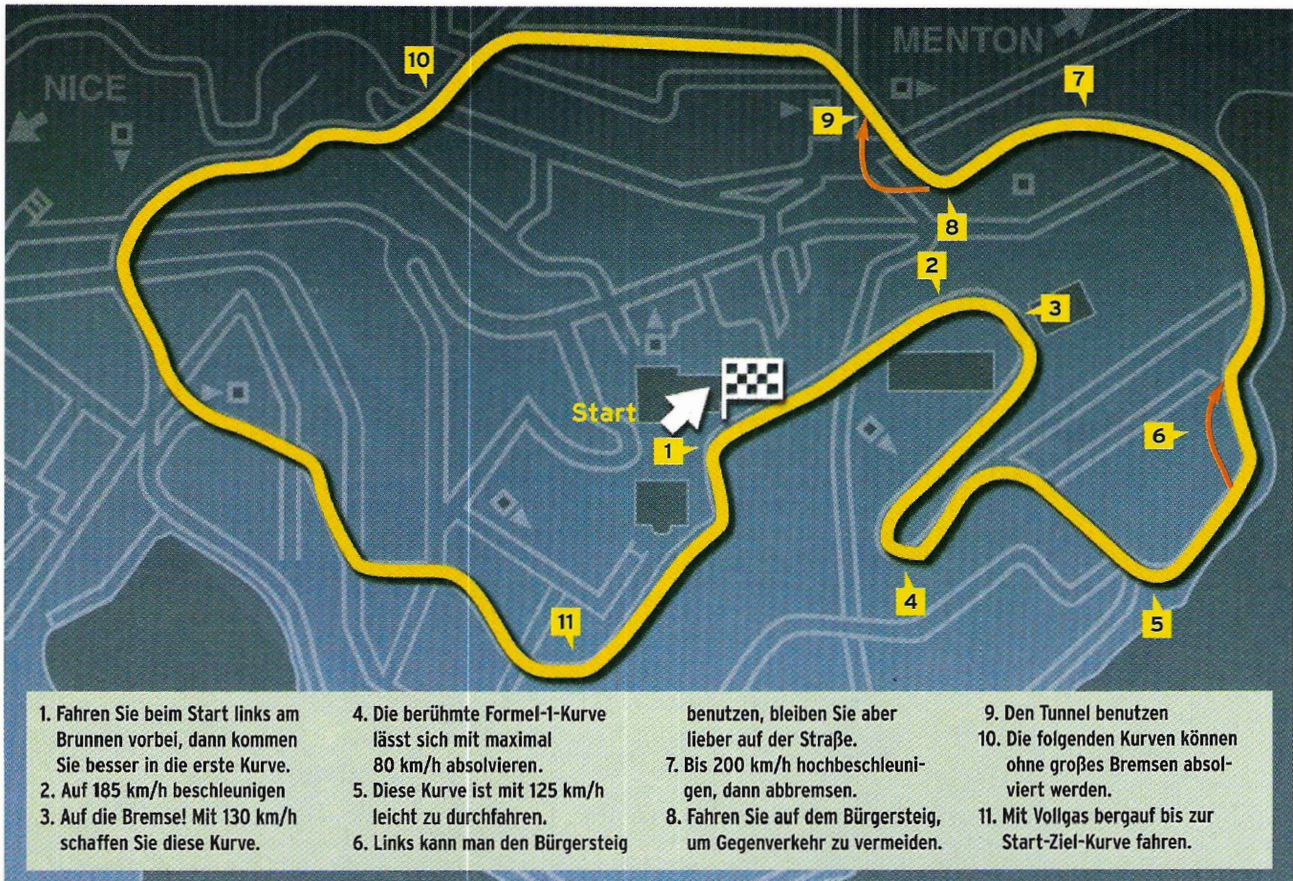 NICE
MENTON
10
7
9
8
2
3
Start
1
6
4
11
5
1. Fahren Sie beim Start links am
Brunnen vorbei, dann kommen
Sie besser in die erste Kurve.
2. Auf 185 km/h beschleunigen
3. Auf die Bremse! Mit 130 km/h
schaffen Sie diese Kurve.
4. Die berühmte Formel-1-Kurve
lässt sich mit maximal
80 km/h absolvieren.
5. Diese Kurve ist mit 125 km/h
leicht zu durchfahren.
6. Links kann man den Bürgersteig
benutzen, bleiben Sie aber
lieber auf der Straße.
7. Bis 200 km/h hochbeschleuni-
gen, dann abbremsen.
8. Fahren Sie auf dem Bürgersteig,
um Gegenverkehr zu vermeiden.
9. Den Tunnel benutzen
10. Die folgenden Kurven können
ohne großes Bremsen absol-
viert werden.
11. Mit Vollgas bergauf bis zur
Start-Ziel-Kurve fahren.